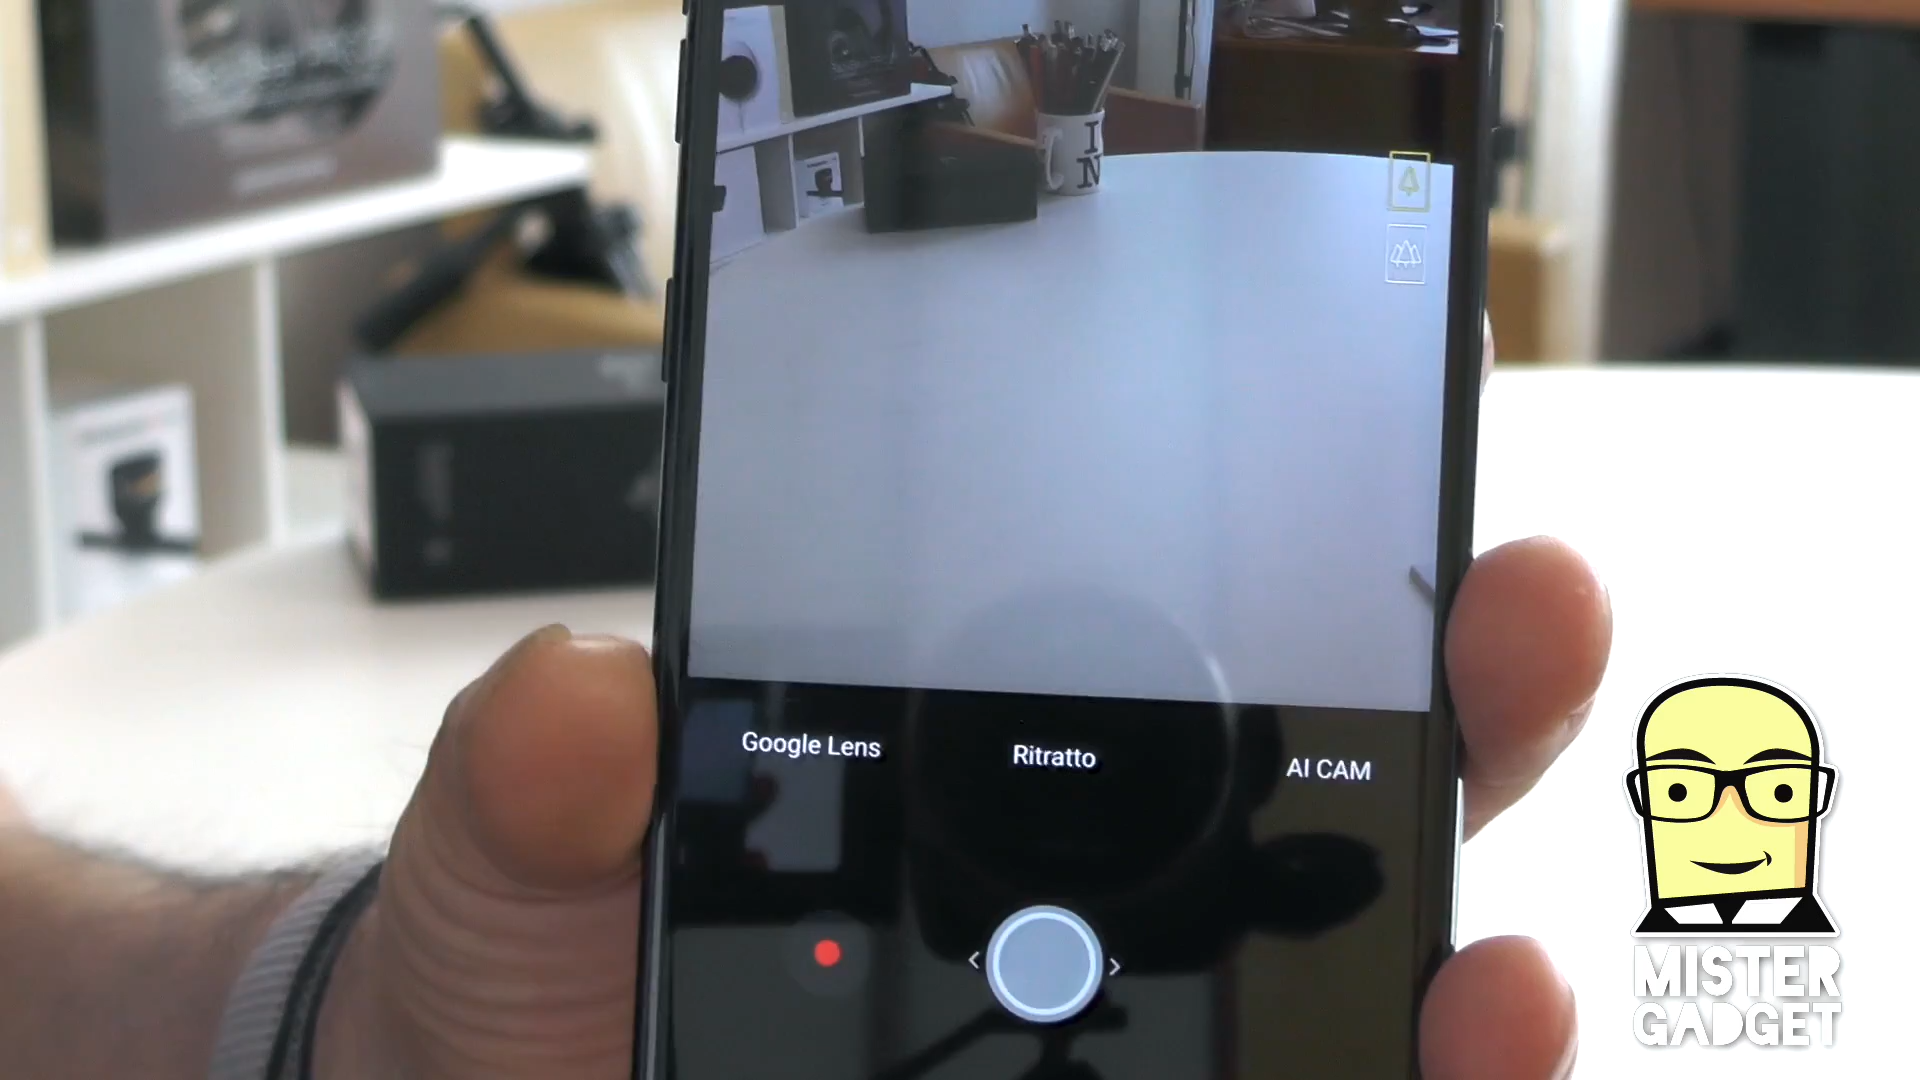 I
N
Google Lens
Ritratto
AI CAM
MISTER
GADGET